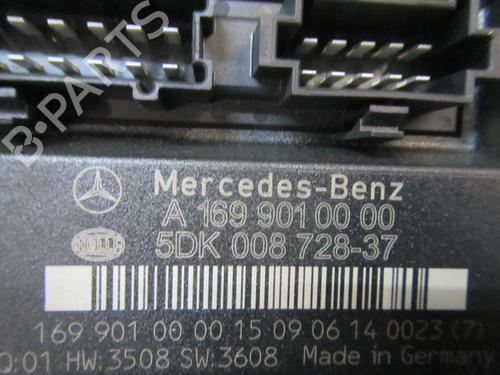 B-PARTS
Mercedes-Benz
A 169 901 00 00
HELLA
5DK 008 728-37
169 901 00 00 15 09 06 14 0023 (7)
Q:01 HW:3508 SW:3608 Made in Germany